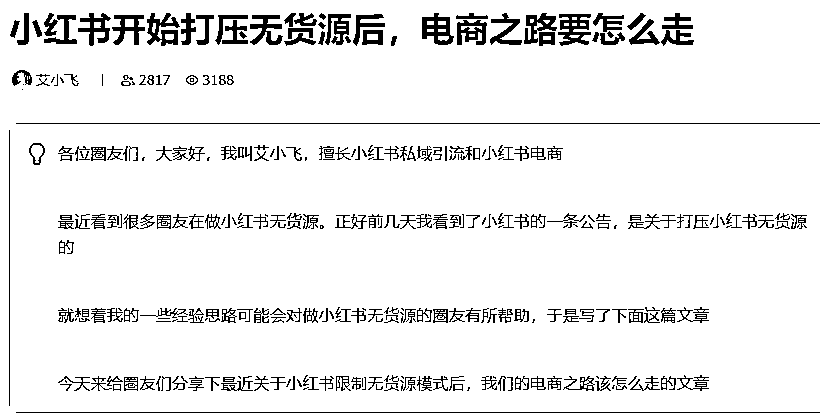 小红书开始打压无货源后，电商之路要怎么走
艾小飞 | 2817 3188
各位圈友们，大家好，我叫艾小飞，擅长小红书私域引流和小红书电商
最近看到很多圈友在做小红书无货源。正好前几天我看到了小红书的一条公告，是关于打压小红书无货源
的
就想着我的一些经验思路可能会对做小红书无货源的圈友有所帮助，于是写了下面这篇文章
今天来给圈友们分享下最近关于小红书限制无货源模式后，我们的电商之路该怎么走的文章